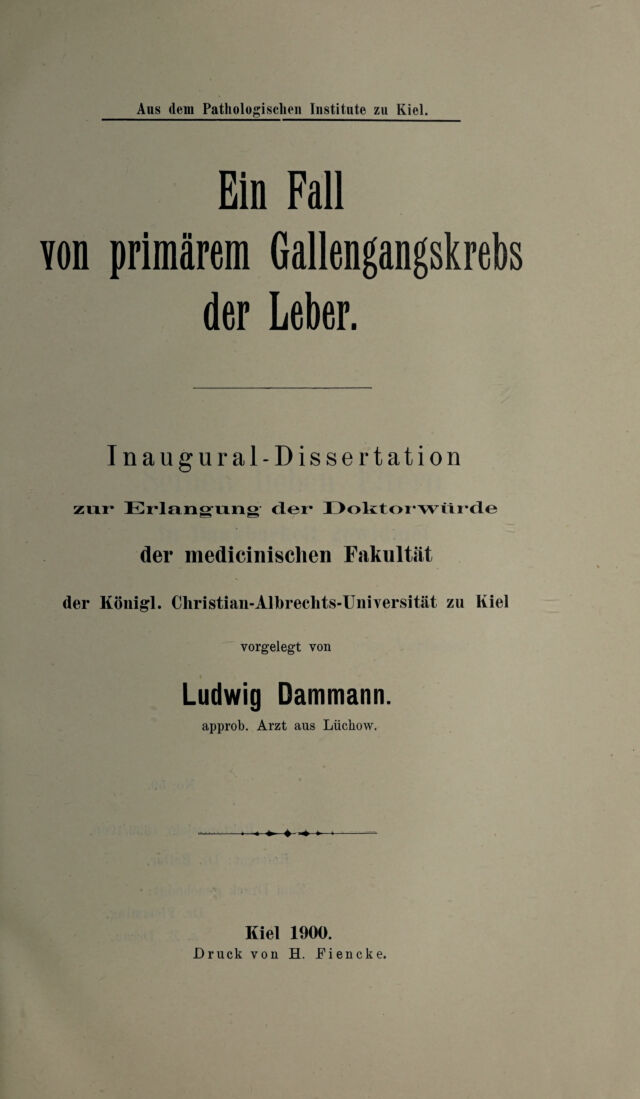 Aus dem Pathologischen Institute zu Kiel.
Ein Fall
von primärem Gallengangskrebs
der Leber.
Inaugural-Dissertation
zur Erlangung der Doktorwürde
der medicinischen Fakultät
der Königl. Christian-Albrechts-Universität zu Kiel
vorgelegt von
Ludwig Dammann.
approb. Arzt aus Lüchow.
Kiel 1900.
Druck von H. Fiencke.